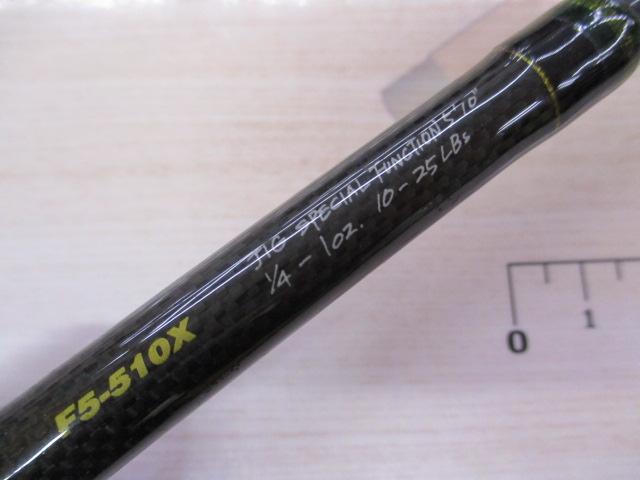 JIG SPECIAL FUNCTION 5'10"
1/4 - 1oz. 10 - 25 LBs
F5-510X
0 1